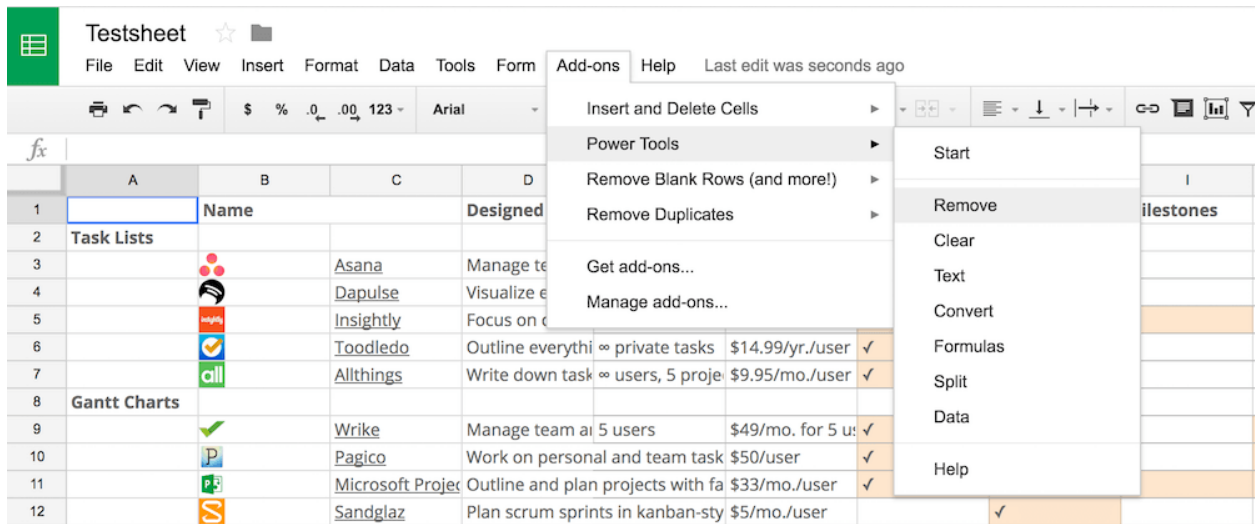 Testsheet
File Edit View Insert Format Data Tools Form Add-ons Help Last edit was seconds ago
$ % .0 .00 123 Arial
fx
Insert and Delete Cells
Power Tools
Remove Blank Rows (and more!)
Remove Duplicates
Get add-ons...
Manage add-ons...
Start
Remove
Clear
Text
Convert
Formulas
Split
Data
Help
A B C D I
1 Name Designed ilestones
2 Task Lists
3 Asana Manage te
4 Dapulse Visualize e
5 insightly Insightly Focus on
6 Toodledo Outline everythi ∞ private tasks $14.99/yr./user ✓
7 all Allthings Write down task ∞ users, 5 proje $9.95/mo./user ✓
8 Gantt Charts
9 Wrike Manage team a 5 users $49/mo. for 5 us ✓
10 P Pagico Work on personal and team task $50/user ✓
11 P Microsoft Projec Outline and plan projects with fa $33/mo./user ✓
12 S Sandglaz Plan scrum sprints in kanban-sty $5/mo./user ✓